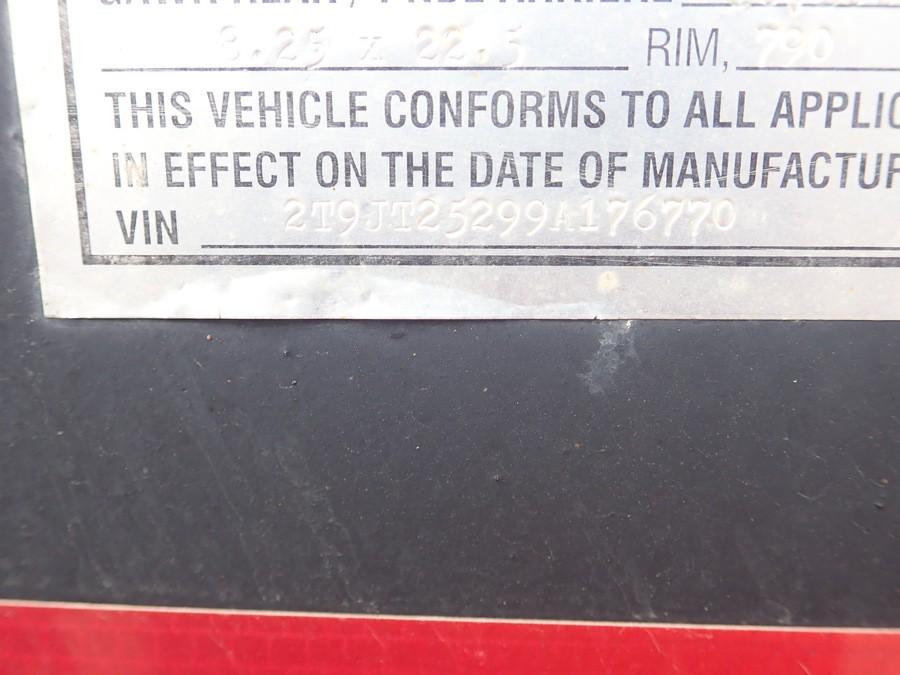 8.25 x 22.5 RIM, 790
THIS VEHICLE CONFORMS TO ALL APPLIC
IN EFFECT ON THE DATE OF MANUFACTUR
VIN 2T9JT25299A176770